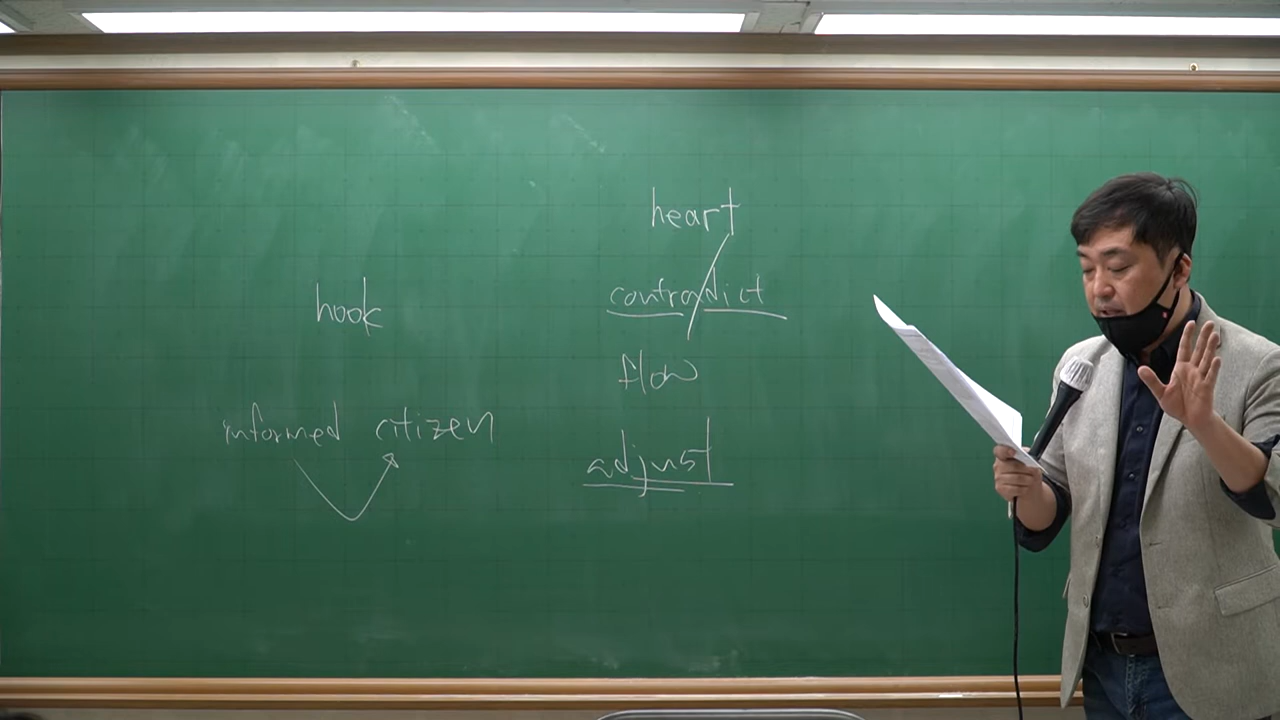 hook
informed citizen
heart
contradict
flow
adjust